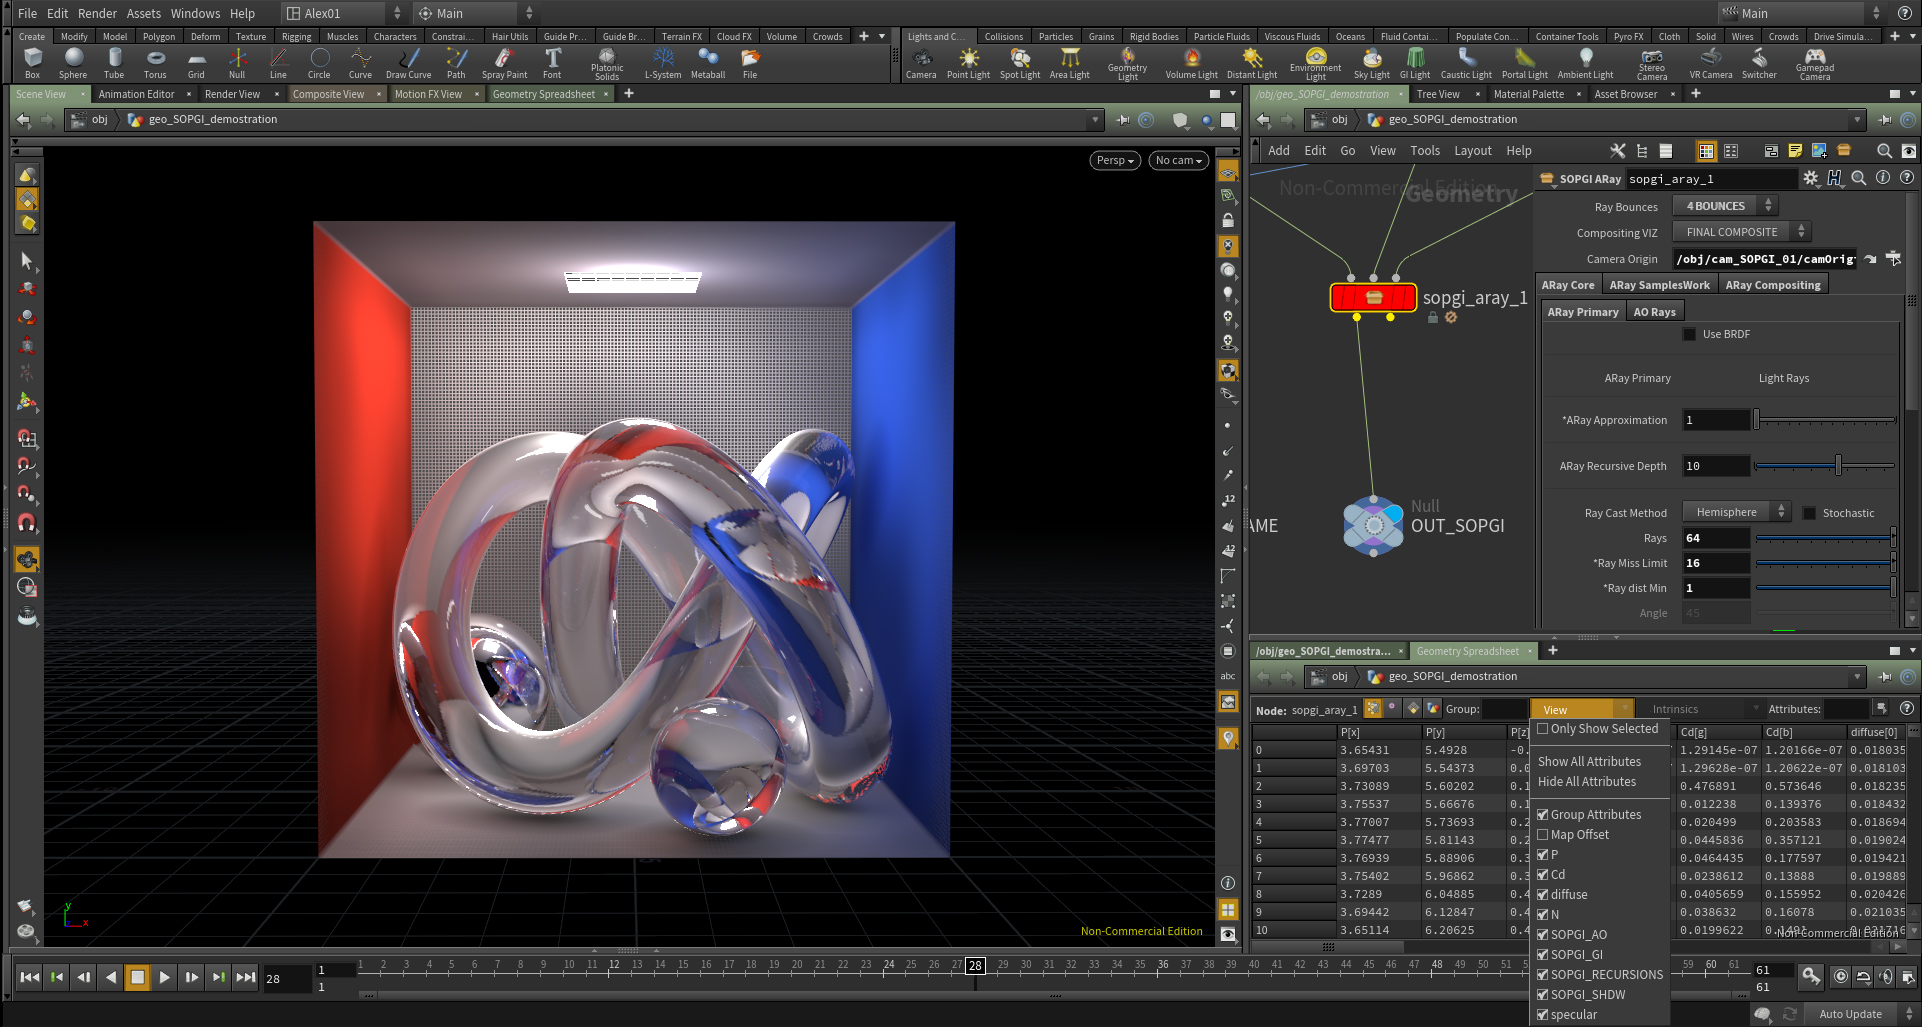 File Edit Render Assets Windows Help Alex01 Main Main
Create Modify Model Polygon Deform Texture Rigging Muscles Characters Constrai... Hair Utils Guide Pr... Guide Br... Terrain FX Cloud FX Volume Crowds
Lights and C... Collisions Particles Grains Rigid Bodies Particle Fluids Viscous Fluids Oceans Fluid Contai... Populate Con... Container Tools Pyro FX Cloth Solid Wires Crowds Drive Simula...
Box Sphere Tube Torus Grid Null Line Circle Curve Draw Curve Path Spray Paint Font Platonic Solids L-System Metaball File
Camera Point Light Spot Light Area Light Geometry Light Volume Light Distant Light Environment Light Sky Light GI Light Caustic Light Portal Light Ambient Light Stereo Camera VR Camera Switcher Gamepad Camera
Scene View Animation Editor Render View Composite View Motion FX View Geometry Spreadsheet
/obj/geo_SOPGI_demostration Tree View Material Palette Asset Browser
obj geo_SOPGI_demostration
obj geo_SOPGI_demostration
Persp No cam
Add Edit Go View Tools Layout Help
Non-Commercial Edition
Geometry
sopgi_aray_1
Null
OUT_SOPGI
AME
SOPGI ARay sopgi_aray_1
Ray Bounces 4 BOUNCES
Compositing VIZ FINAL COMPOSITE
Camera Origin /obj/cam_SOPGI_01/camOrig
ARay Core ARay SamplesWork ARay Compositing
ARay Primary AO Rays
Use BRDF
ARay Primary Light Rays
*ARay Approximation 1
ARay Recursive Depth 10
Ray Cast Method Hemisphere Stochastic
Rays 64
*Ray Miss Limit 16
*Ray dist Min 1
Angle 45
12
12
abc
y
x
Non-Commercial Edition
/obj/geo_SOPGI_demostra... Geometry Spreadsheet
obj geo_SOPGI_demostration
Node: sopgi_aray_1 Group: View Intrinsics Attributes:
P[x] P[y] P[z] Cd[g] Cd[b] diffuse[0]
0 3.65431 5.4928 -0. 1.29145e-07 1.20166e-07 0.018035
1 3.69703 5.54373 0.0 1.29628e-07 1.20622e-07 0.018103
2 3.73089 5.60202 0.1 0.476891 0.573646 0.018235
3 3.75537 5.66676 0.1 0.012238 0.139376 0.018432
4 3.77007 5.73693 0.2 0.020499 0.203583 0.018694
5 3.77477 5.81143 0.2 0.0445836 0.357121 0.019024
6 3.76939 5.88906 0.3 0.0464435 0.177597 0.019421
7 3.75402 5.96862 0.3 0.0238612 0.13888 0.019889
8 3.7289 6.04885 0.4 0.0405659 0.155952 0.020426
9 3.69442 6.12847 0.4 0.038632 0.16078 0.021035
10 3.65114 6.20625 0.4 0.0199622
Non-Commercial Edition
Only Show Selected
Show All Attributes
Hide All Attributes
Group Attributes
Map Offset
P
Cd
diffuse
N
SOPGI_AO
SOPGI_GI
SOPGI_RECURSIONS
SOPGI_SHDW
specular
28 1 1
1 2 3 4 5 6 7 8 9 10 11 12 13 14 15 16 17 18 19 20 21 22 23 24 25 26 27 28 29 30 31 32 33 34 35 36 37 38 39 40 41 42 43 44 45 46 47 48 49 50 51 59 60 61
61
61
Auto Update